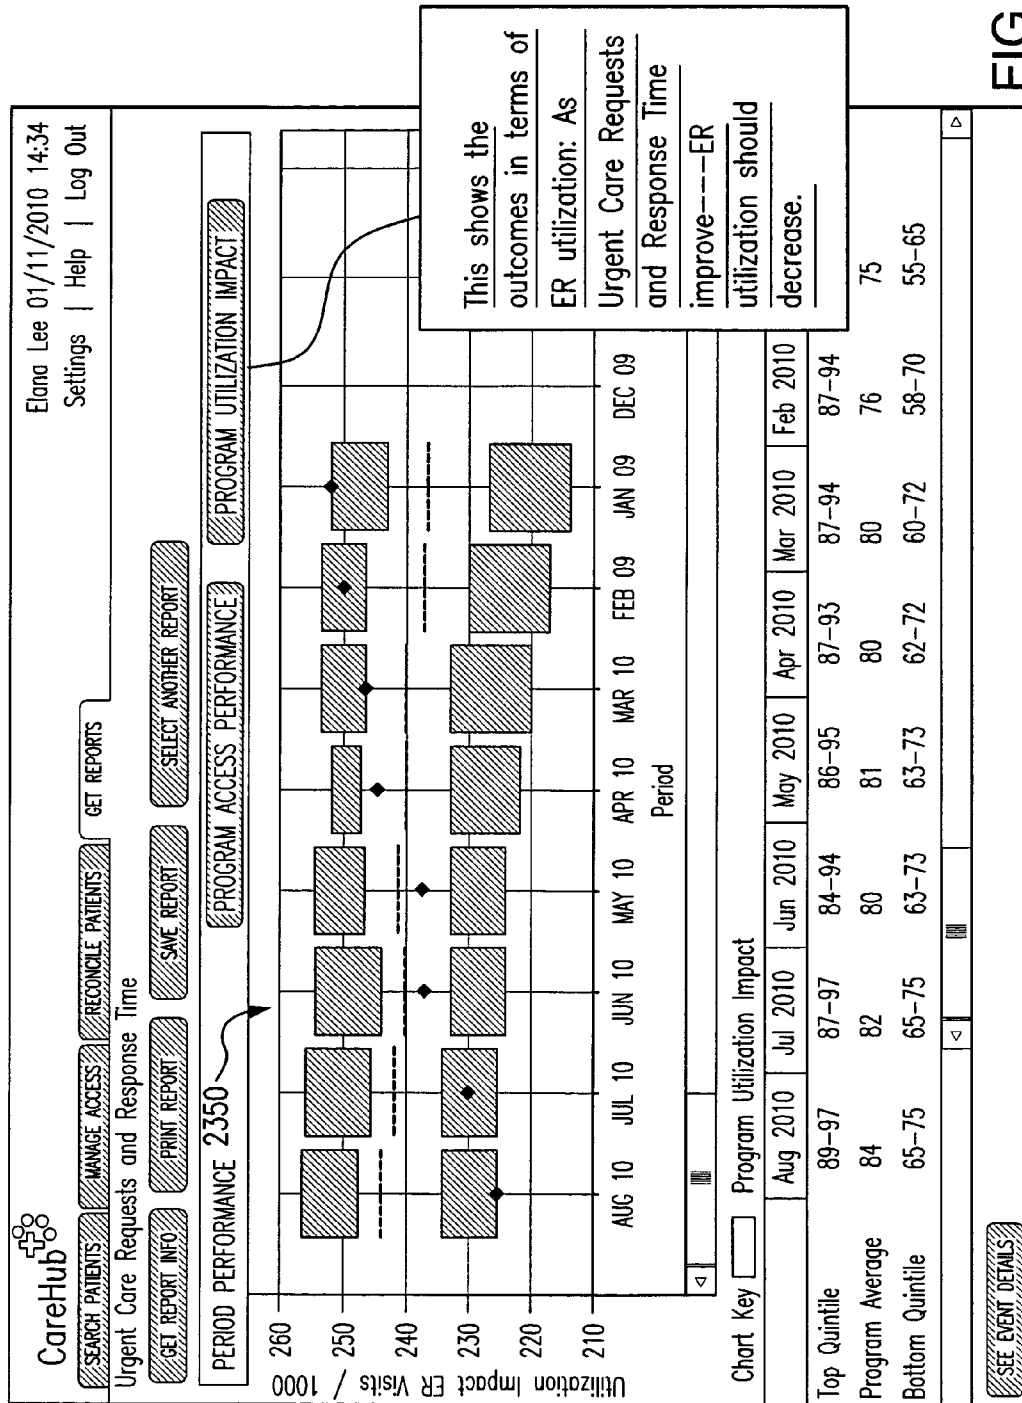 CareHub
Elana Lee 01/11/2010 14:34
Settings | Help | Log Out
SEARCH PATIENTS MANAGE ACCESS RECONCILE PATIENTS GET REPORTS
Urgent Care Requests and Response Time
GET REPORT INFO PRINT REPORT SAVE REPORT SELECT ANOTHER REPORT
PERIOD PERFORMANCE 2350 PROGRAM ACCESS PERFORMANCE PROGRAM UTILIZATION IMPACT
Utilization Impact ER Visits / 1000
260
250
240
230
220
210
AUG 10 JUL 10 JUN 10 MAY 10 APR 10 MAR 10 FEB 09 JAN 09 DEC 09
Period
This shows the
outcomes in terms of
ER utilization: As
Urgent Care Requests
and Response Time
improve----ER
utilization should
decrease.
Chart Key Program Utilization Impact
Aug 2010 Jul 2010 Jun 2010 May 2010 Apr 2010 Mar 2010 Feb 2010
Top Quintile 89-97 87-97 84-94 86-95 87-93 87-94 87-94
Program Average 84 82 80 81 80 80 76 75
Bottom Quintile 65-75 65-75 63-73 63-73 62-72 60-72 58-70 55-65
SEE EVENT DETAILS
FIG